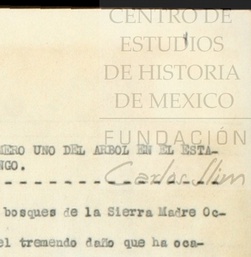 CENTRO DE
ESTUDIOS
DE HISTORIA
DE MEXICO
FUNDACIÓN
Carlos Slim
MERO UNO DEL ARBOL EN EL ESTA-
NGO.
bosques de la Sierra Madre Oc-
el tremendo daño que ha oca-